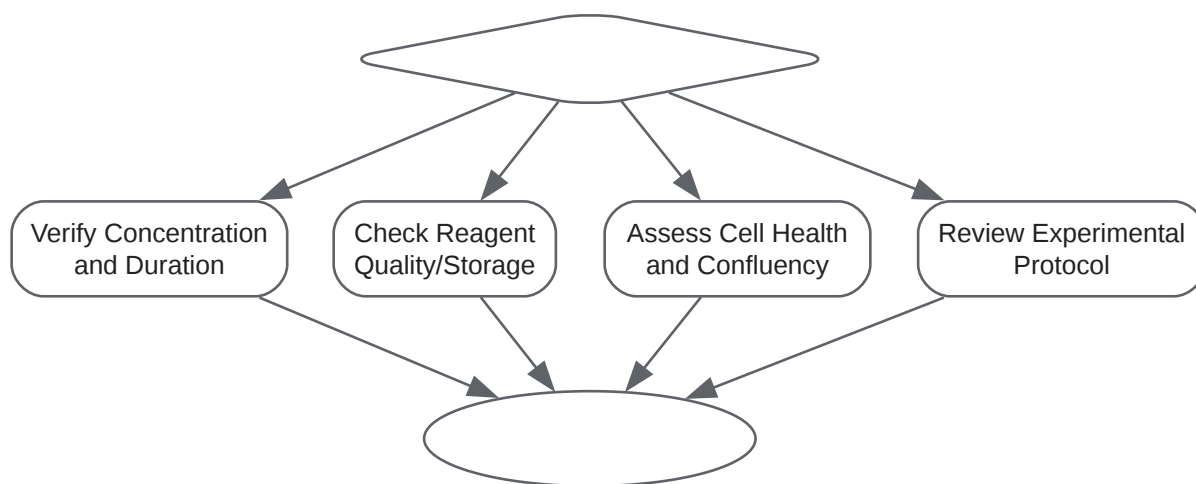 Verify Concentration
and Duration
Check Reagent
Quality/Storage
Assess Cell Health
and Confluency
Review Experimental
Protocol